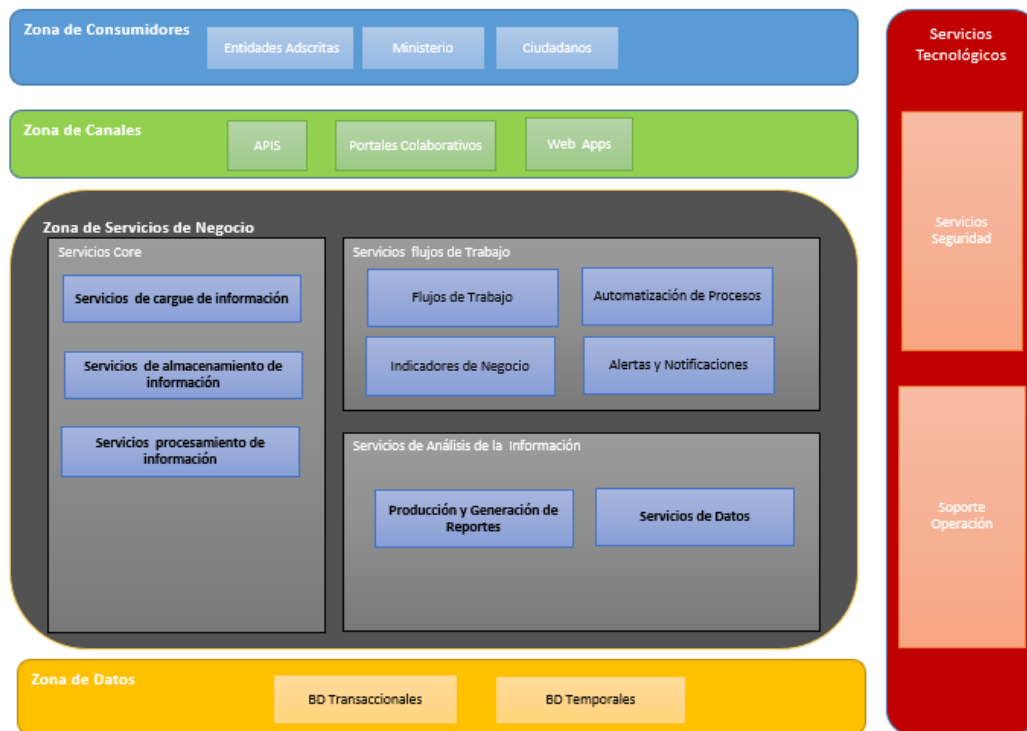 Zona de Consumidores
Entidades Adscritas
Ministerio
Ciudadanos
Zona de Canales
APIS
Portales Colaborativos
Web Apps
Zona de Servicios de Negocio
Servicios Core
Servicios de cargue de información
Servicios de almacenamiento de
información
Servicios procesamiento de
información
Servicios flujos de Trabajo
Flujos de Trabajo
Automatización de Procesos
Indicadores de Negocio
Alertas y Notificaciones
Servicios de Análisis de la Información
Producción y Generación de
Reportes
Servicios de Datos
Zona de Datos
BD Transaccionales
BD Temporales
Servicios
Tecnológicos
Servicios
Seguridad
Soporte
Operación